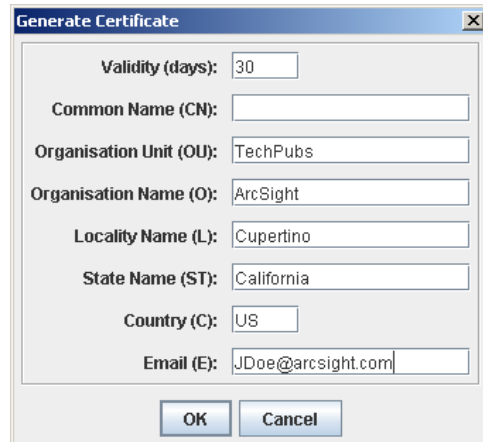 Generate Certificate
Validity (days): 30
Common Name (CN):
Organisation Unit (OU): TechPubs
Organisation Name (O): ArcSight
Locality Name (L): Cupertino
State Name (ST): California
Country (C): US
Email (E): JDoe@arcsight.com
OK Cancel